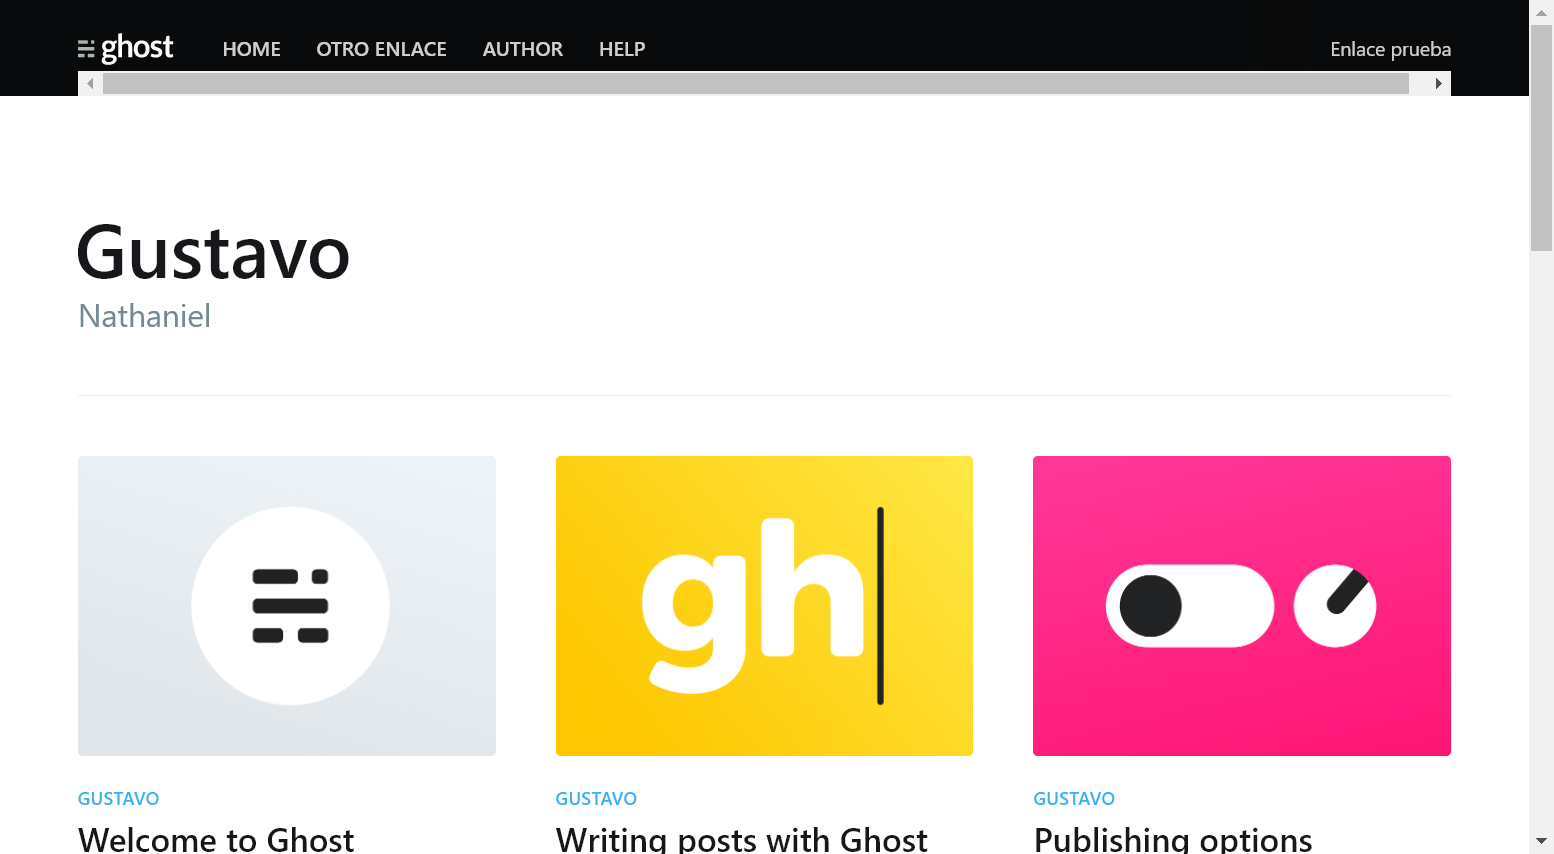 ghost HOME OTRO ENLACE AUTHOR HELP Enlace prueba
Gustavo
Nathaniel
gh
GUSTAVO GUSTAVO GUSTAVO
Welcome to Ghost Writing posts with Ghost Publishing options